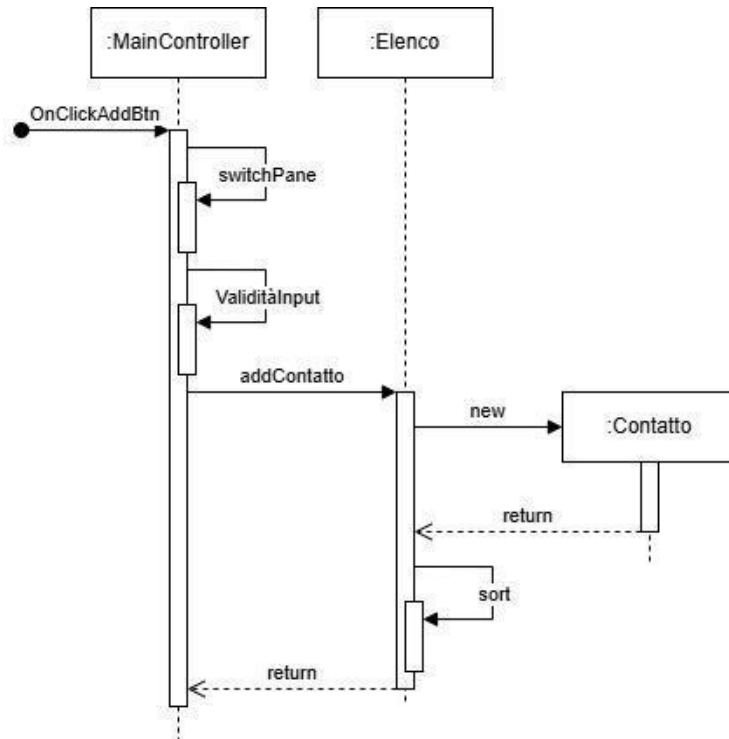 :MainController
:Elenco
OnClickAddBtn
switchPane
ValiditàInput
addContatto
new
:Contatto
return
sort
return